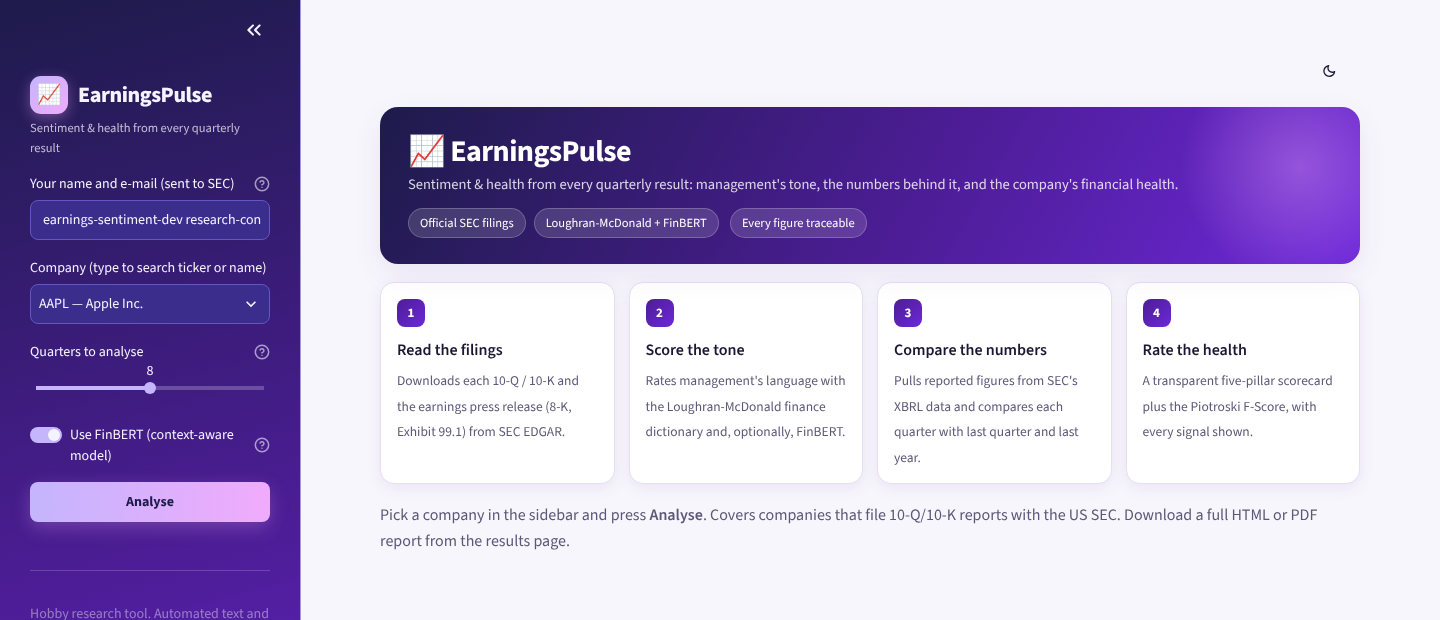 EarningsPulse
Sentiment & health from every quarterly
result
Your name and e-mail (sent to SEC)
earnings-sentiment-dev research-con
Company (type to search ticker or name)
AAPL — Apple Inc.
Quarters to analyse
8
Use FinBERT (context-aware
model)
Analyse
Hobby research tool. Automated text and
EarningsPulse
Sentiment & health from every quarterly result: management's tone, the numbers behind it, and the company's financial health.
Official SEC filings
Loughran-McDonald + FinBERT
Every figure traceable
1
Read the filings
Downloads each 10-Q / 10-K and
the earnings press release (8-K,
Exhibit 99.1) from SEC EDGAR.
2
Score the tone
Rates management's language with
the Loughran-McDonald finance
dictionary and, optionally, FinBERT.
3
Compare the numbers
Pulls reported figures from SEC's
XBRL data and compares each
quarter with last quarter and last
year.
4
Rate the health
A transparent five-pillar scorecard
plus the Piotroski F-Score, with
every signal shown.
Pick a company in the sidebar and press Analyse. Covers companies that file 10-Q/10-K reports with the US SEC. Download a full HTML or PDF
report from the results page.